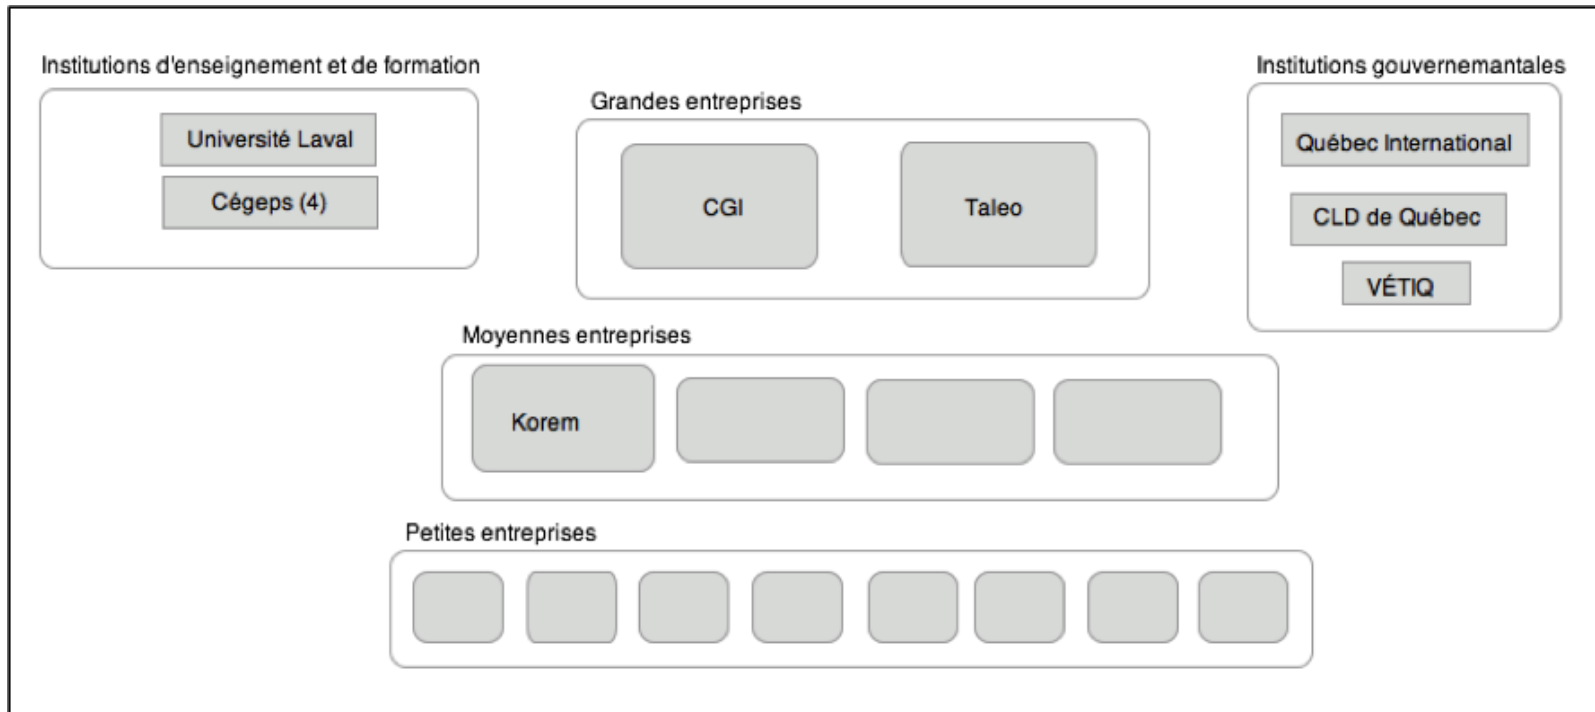 Institutions d'enseignement et de formation
Université Laval
Cégeps (4)
Grandes entreprises
CGI
Taleo
Institutions gouvernemantales
Québec International
CLD de Québec
VÉTIQ
Moyennes entreprises
Korem
Petites entreprises